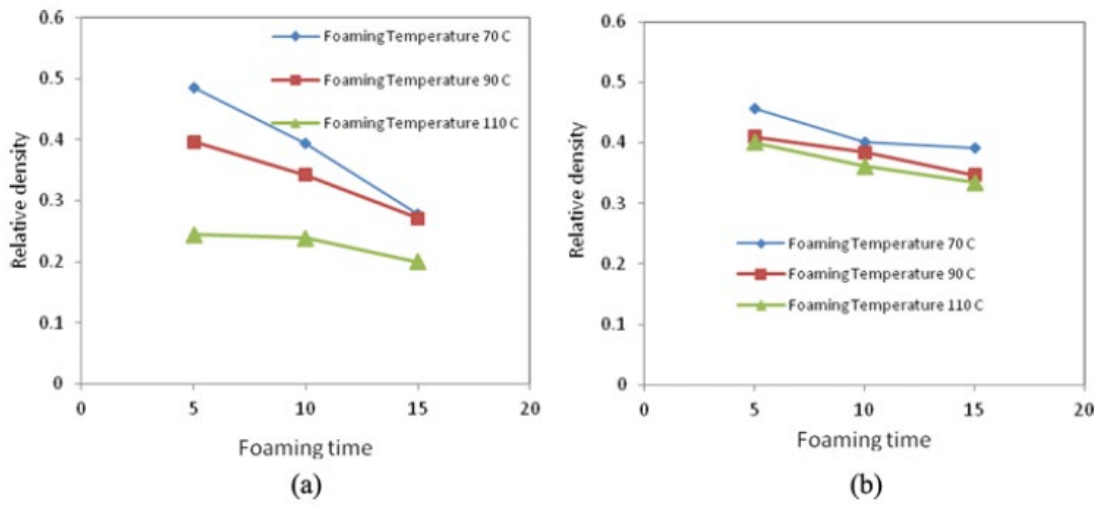 0.6
0.5
0.4
0.3
0.2
0.1
0
Relative density
Foaming Temperature 70 C
Foaming Temperature 90 C
Foaming Temperature 110 C
0 5 10 15 20
Foaming time
(a)
0.6
0.5
0.4
0.3
0.2
0.1
0
Relative density
Foaming Temperature 70 C
Foaming Temperature 90 C
Foaming Temperature 110 C
0 5 10 15 20
Foaming time
(b)